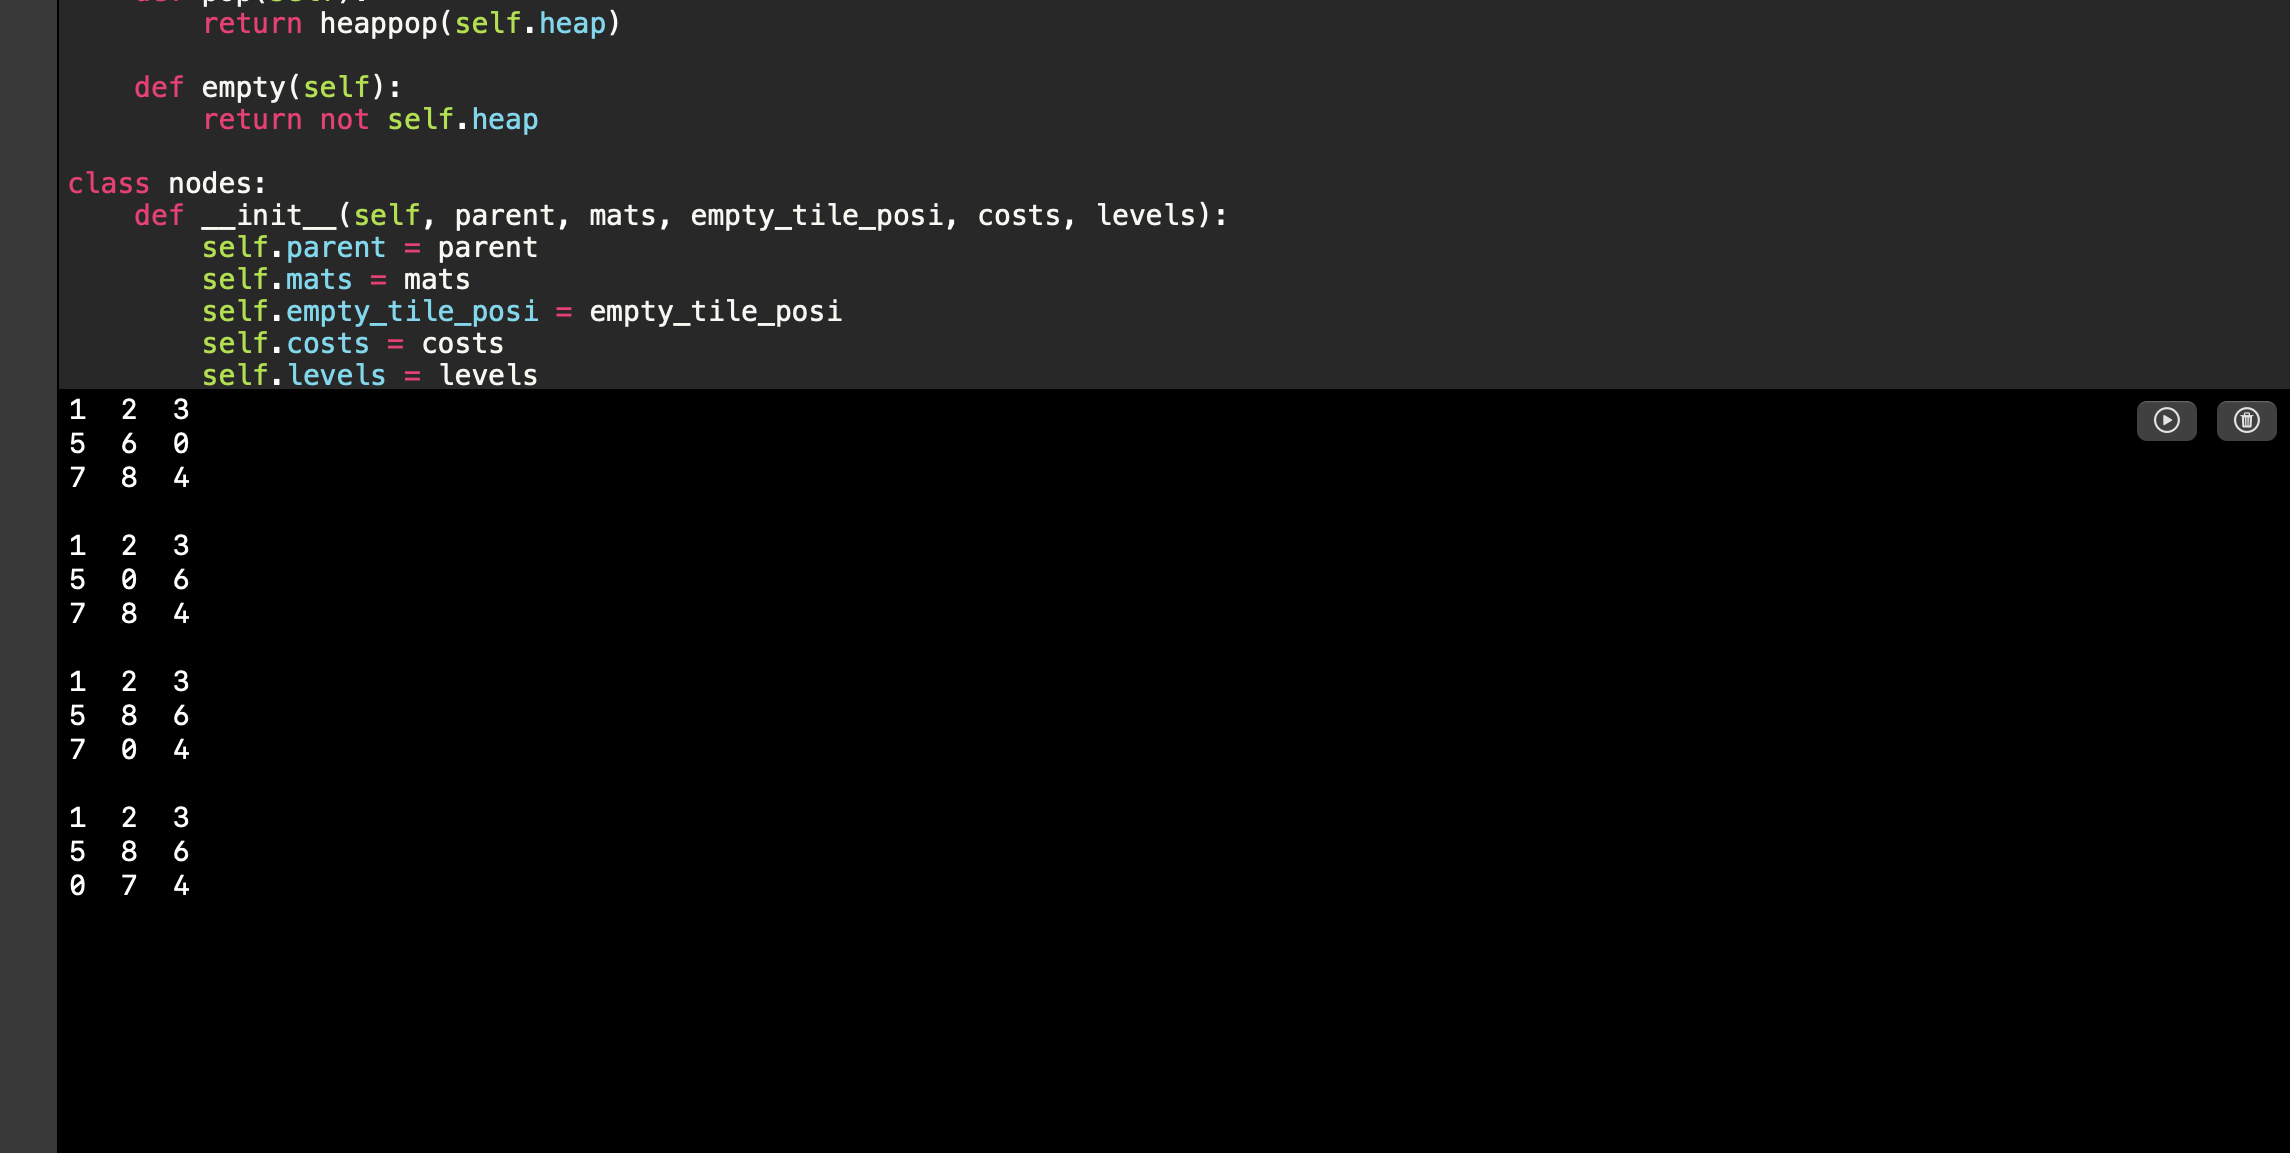 def pop(self):
        return heappop(self.heap)
    def empty(self):
        return not self.heap
class nodes:
    def __init__(self, parent, mats, empty_tile_posi, costs, levels):
        self.parent = parent
        self.mats = mats
        self.empty_tile_posi = empty_tile_posi
        self.costs = costs
        self.levels = levels
1 2 3
5 6 0
7 8 4
1 2 3
5 0 6
7 8 4
1 2 3
5 8 6
7 0 4
1 2 3
5 8 6
0 7 4